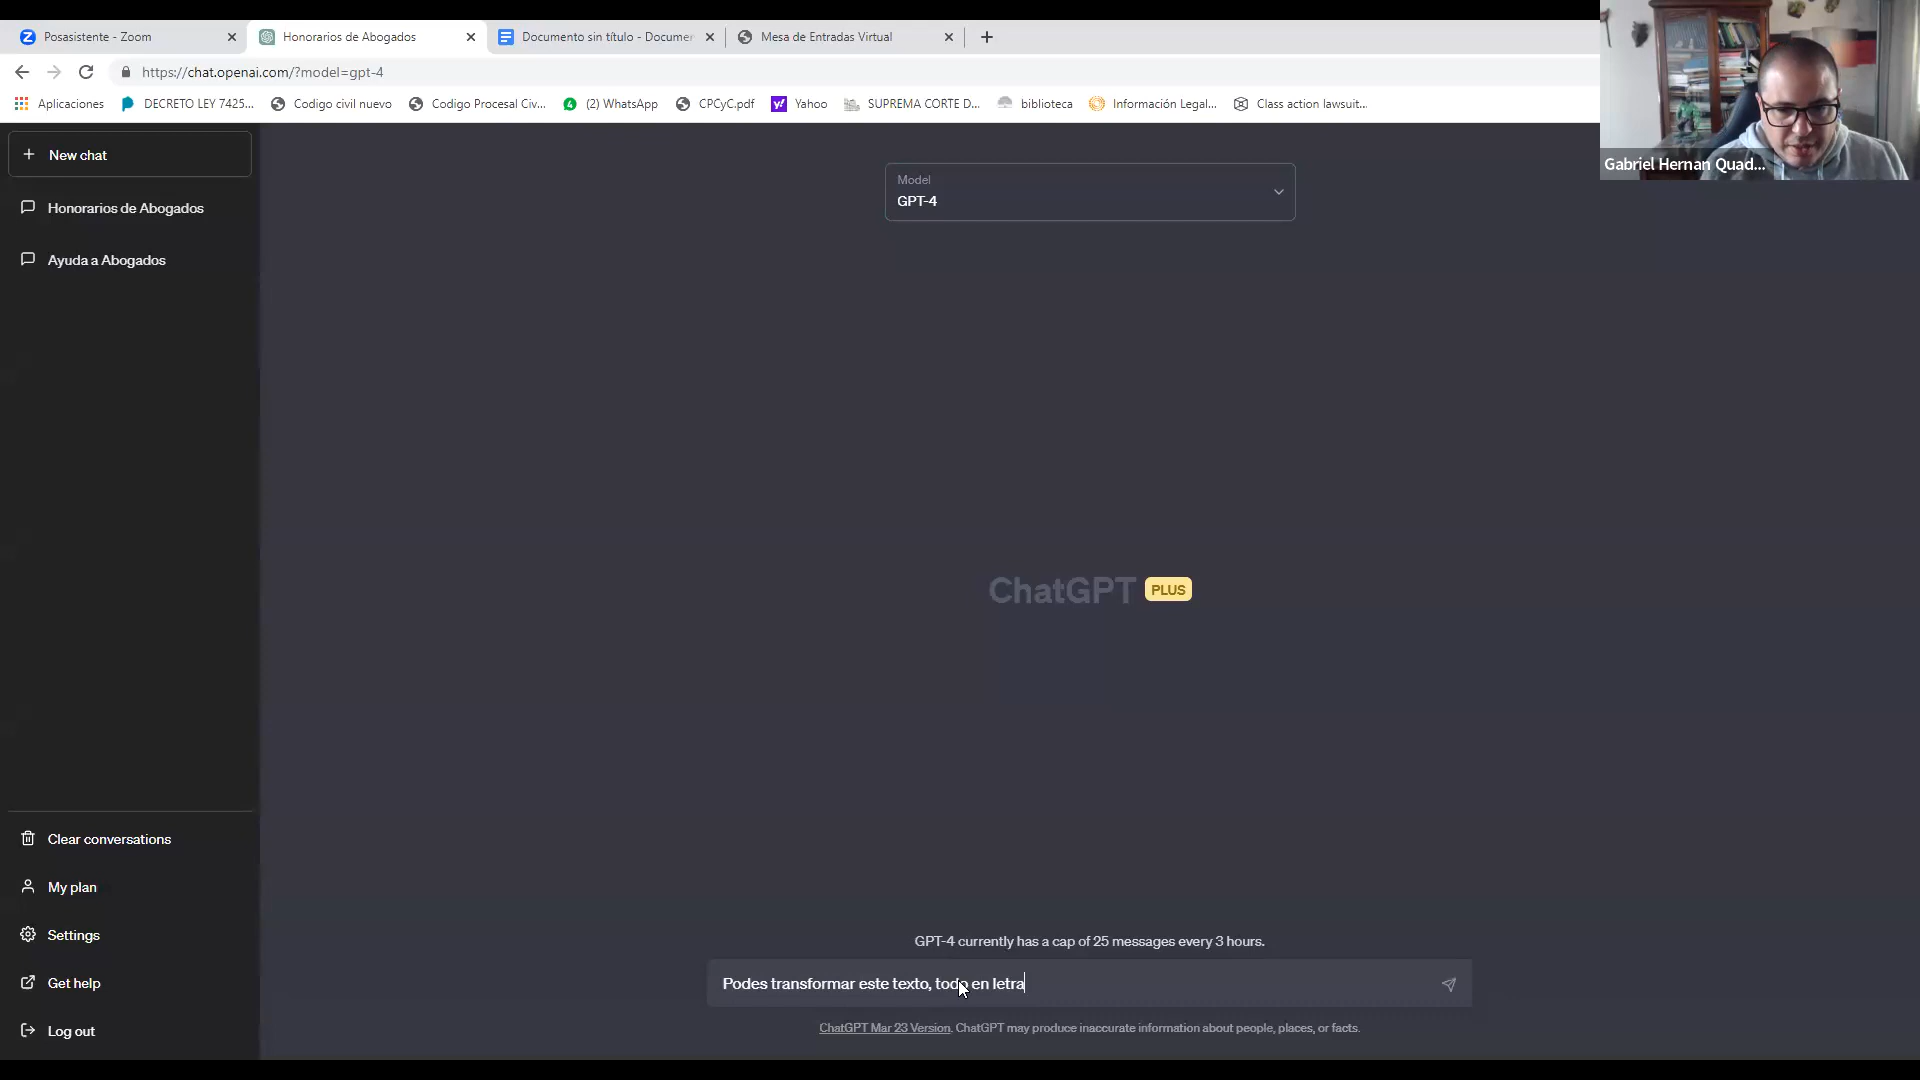 Posasistente - Zoom
Honorarios de Abogados
Documento sin título - Documen
Mesa de Entradas Virtual
https://chat.openai.com/?model=gpt-4
Aplicaciones
DECRETO LEY 7425...
Codigo civil nuevo
Codigo Procesal Civ...
(2) WhatsApp
CPCyC.pdf
Yahoo
SUPREMA CORTE D...
biblioteca
Información Legal...
Class action lawsuit...
Gabriel Hernan Quad...
New chat
Honorarios de Abogados
Ayuda a Abogados
Model
GPT-4
ChatGPT PLUS
Clear conversations
My plan
Settings
Get help
Log out
GPT-4 currently has a cap of 25 messages every 3 hours.
Podes transformar este texto, todo en letra
ChatGPT Mar 23 Version. ChatGPT may produce inaccurate information about people, places, or facts.